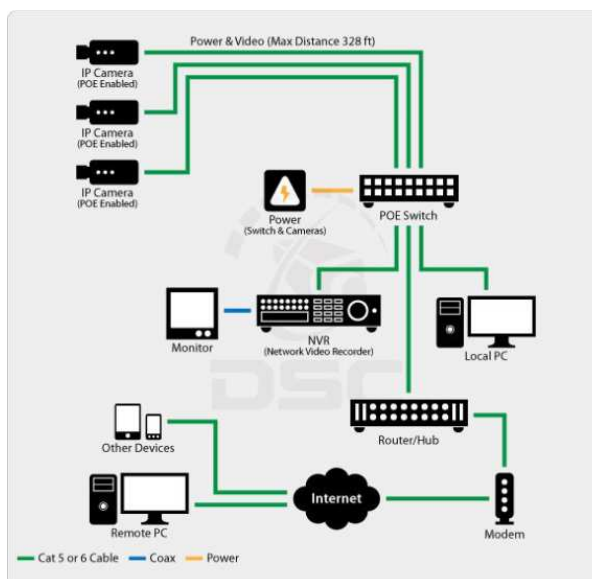 Power & Video (Max Distance 328 ft)
IP Camera
(POE Enabled)
IP Camera
(POE Enabled)
IP Camera
(POE Enabled)
Power
(Switch & Cameras)
POE Switch
Monitor
NVR
(Network Video Recorder)
Local PC
DSC
Other Devices
Router/Hub
Internet
Remote PC
Modem
Cat 5 or 6 Cable
Coax
Power